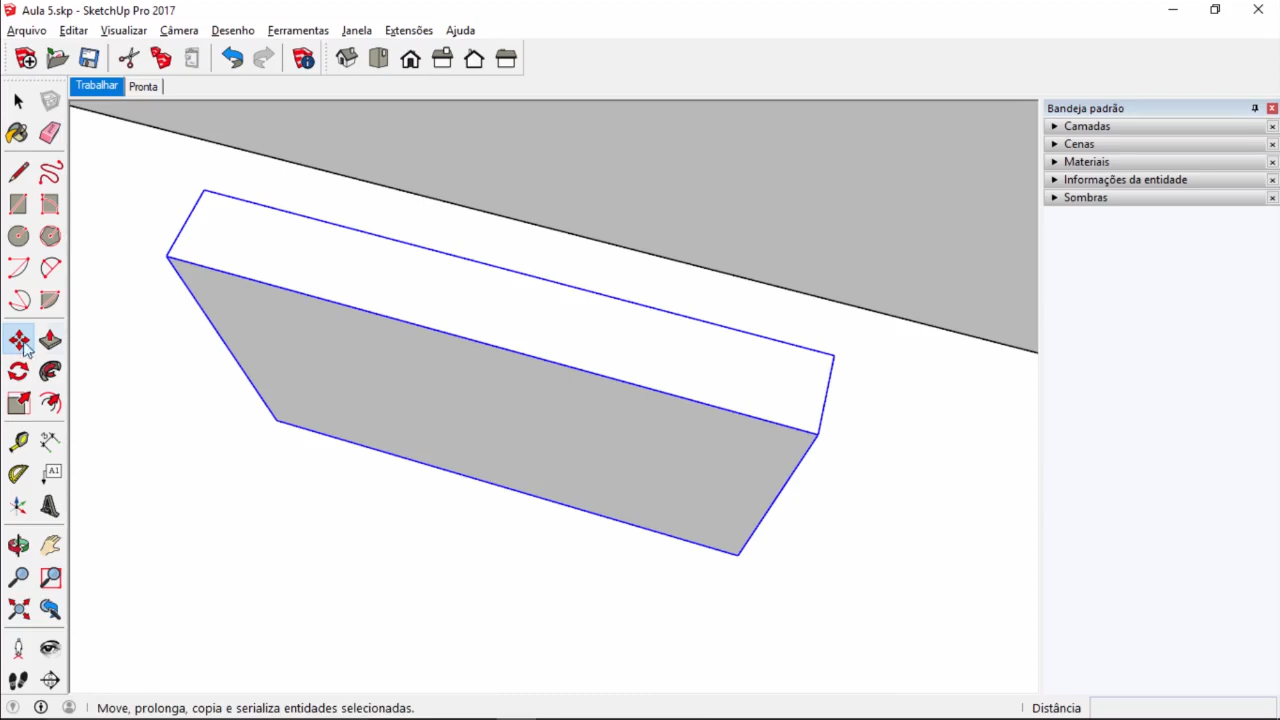 Aula 5.skp - SketchUp Pro 2017
Arquivo Editar Visualizar Câmera Desenho Ferramentas Janela Extensões Ajuda
Trabalhar Pronta
Bandeja padrão
Camadas
Cenas
Materiais
Informações da entidade
Sombras
A1
Move, prolonga, copia e serializa entidades selecionadas.
Distância